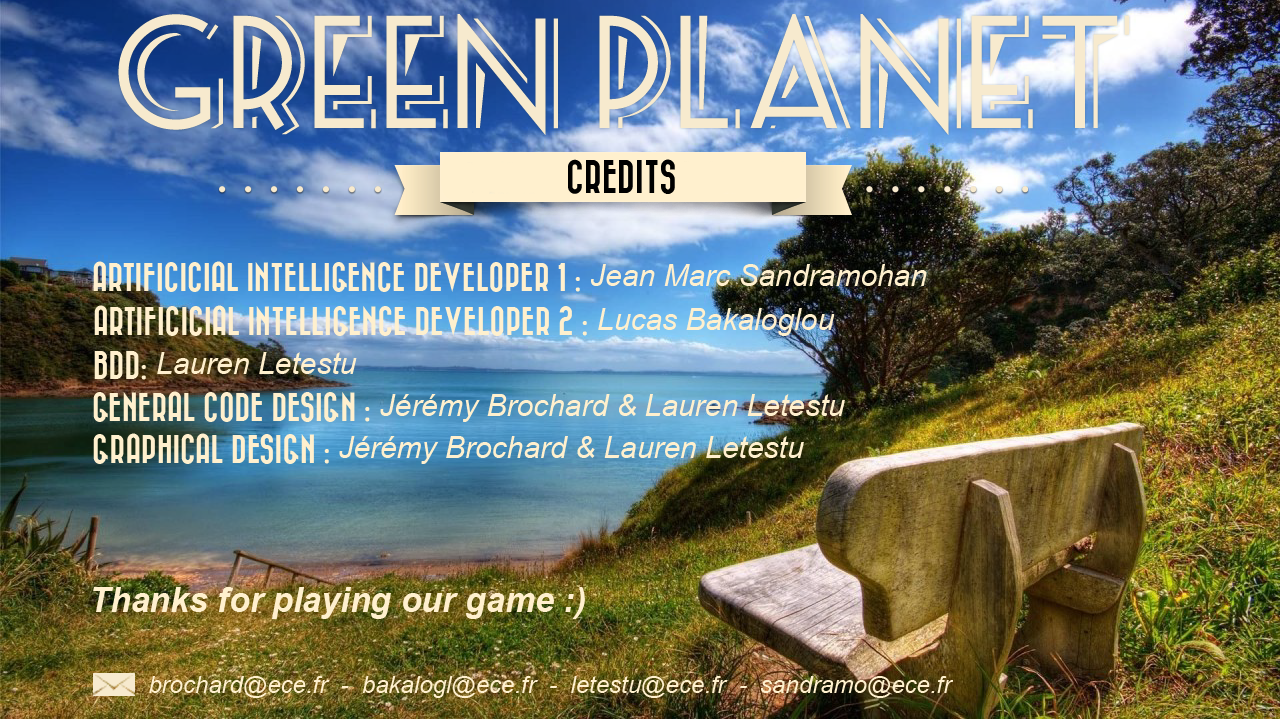 GREEN PLANET
CREDITS
ARTIFICICIAL INTELLIGENCE DEVELOPER 1 : Jean Marc Sandramohan
ARTIFICICIAL INTELLIGENCE DEVELOPER 2 : Lucas Bakaloglou
BDD: Lauren Letestu
GENERAL CODE DESIGN : Jérémy Brochard & Lauren Letestu
GRAPHICAL DESIGN : Jérémy Brochard & Lauren Letestu
Thanks for playing our game :)
brochard@ece.fr - bakalogl@ece.fr - letestu@ece.fr - sandramo@ece.fr